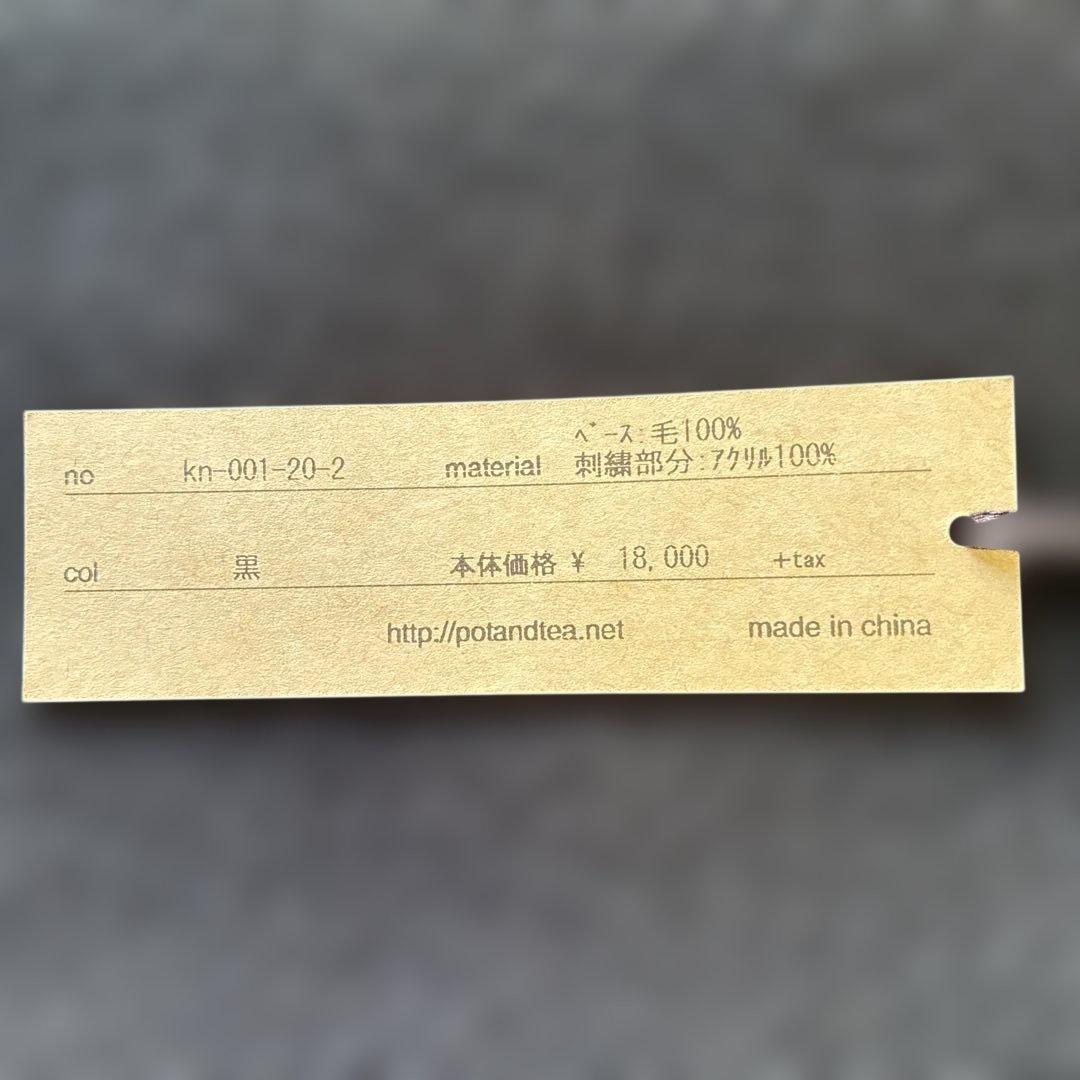 no kn-001-20-2 material ﾍﾞｰｽ:毛100%
刺繍部分:ｱｸﾘﾙ100%
col 黒 本体価格 ¥ 18,000 +tax
http://potandtea.net made in china